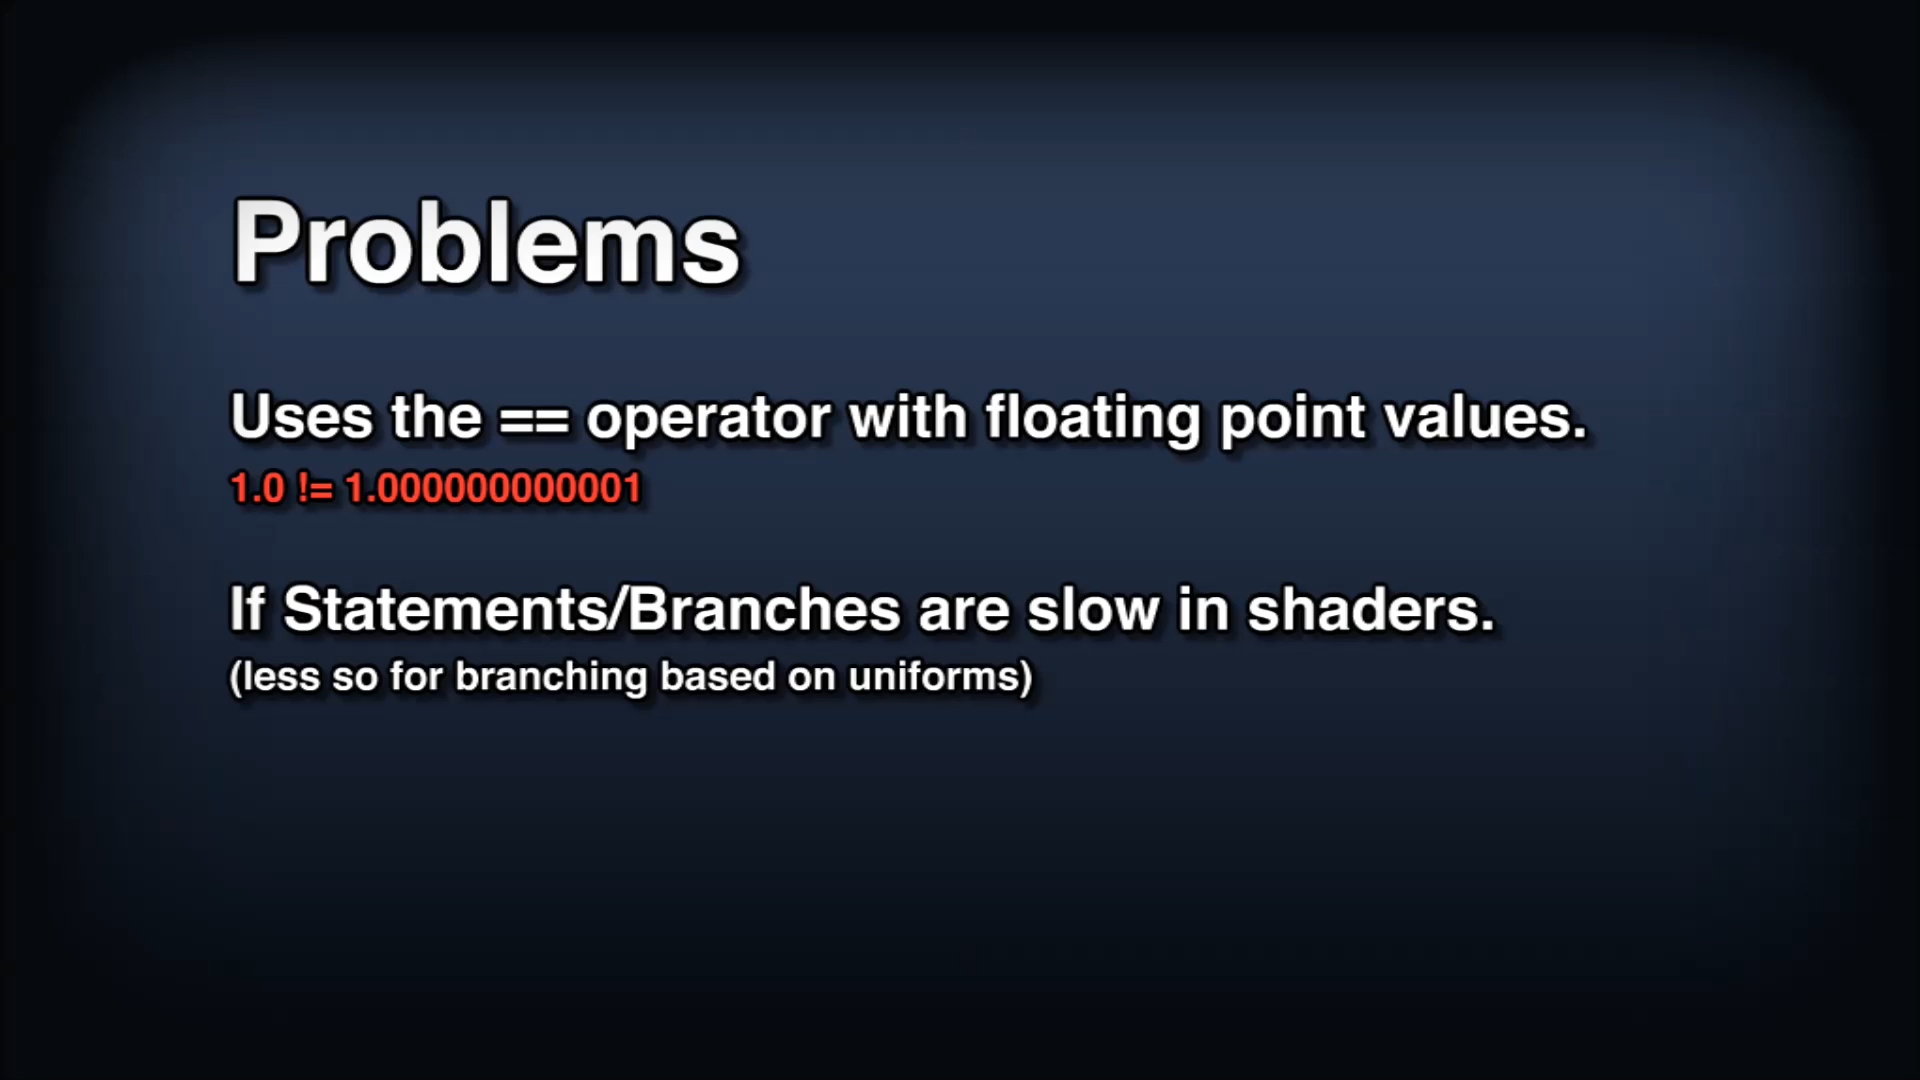 Problems
Uses the == operator with floating point values.
1.0 != 1.000000000001
If Statements/Branches are slow in shaders.
(less so for branching based on uniforms)